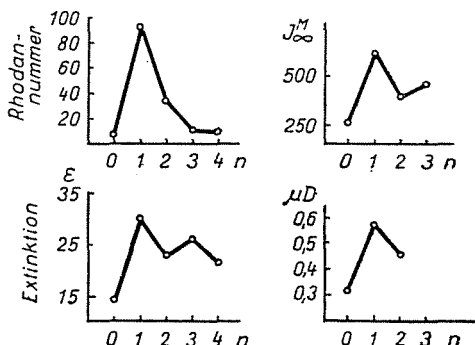 Rhodan-
nummer
100
80
60
40
20
0 1 2 3 4 n
J∞^M
500
250
0 1 2 3 n
Extinktion
ε
35
25
15
0 1 2 3 4 n
μD
0,6
0,5
0,4
0,3
0 1 2 n